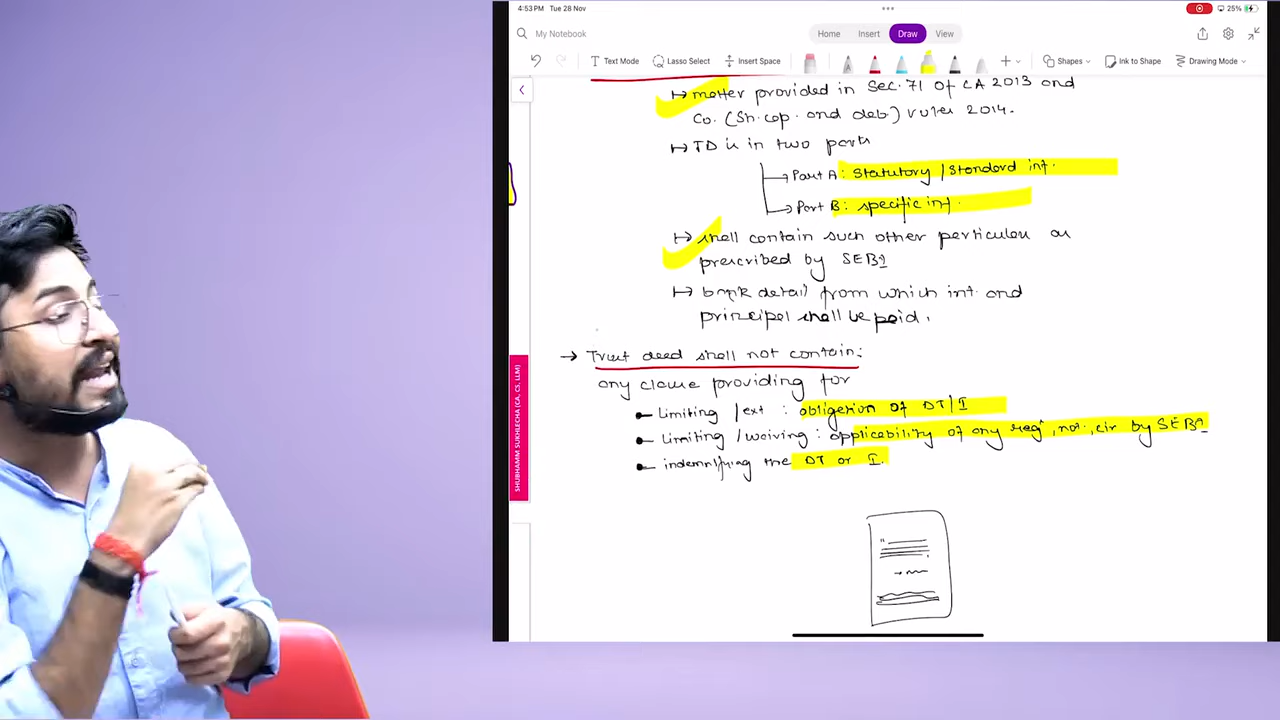 4:53 PM Tue 28 Nov
25%
My Notebook
Home Insert Draw View
Text Mode Lasso Select Insert Space Shapes Ink to Shape Drawing Mode
↦ matter provided in Sec. 71 of CA 2013 and
Co. (Sh. cap. and deb.) rules 2014.
↦ TD is in two parts
→ Part A : Statutory / Standard inf.
→ Part B : specific inf.
↦ shall contain such other particulars as
prescribed by SEBI
↦ bank detail from which int. and
principal shall be paid.
→ Trust deed shall not contain:
any clause providing for
Limiting / ext : obligation of DT/I
Limiting / waiving : applicability of any regn, not., cir by SEBI
indemnifying the DT or I.
SHUBHAMM SUKHLECHA (CA, CS, LLM)